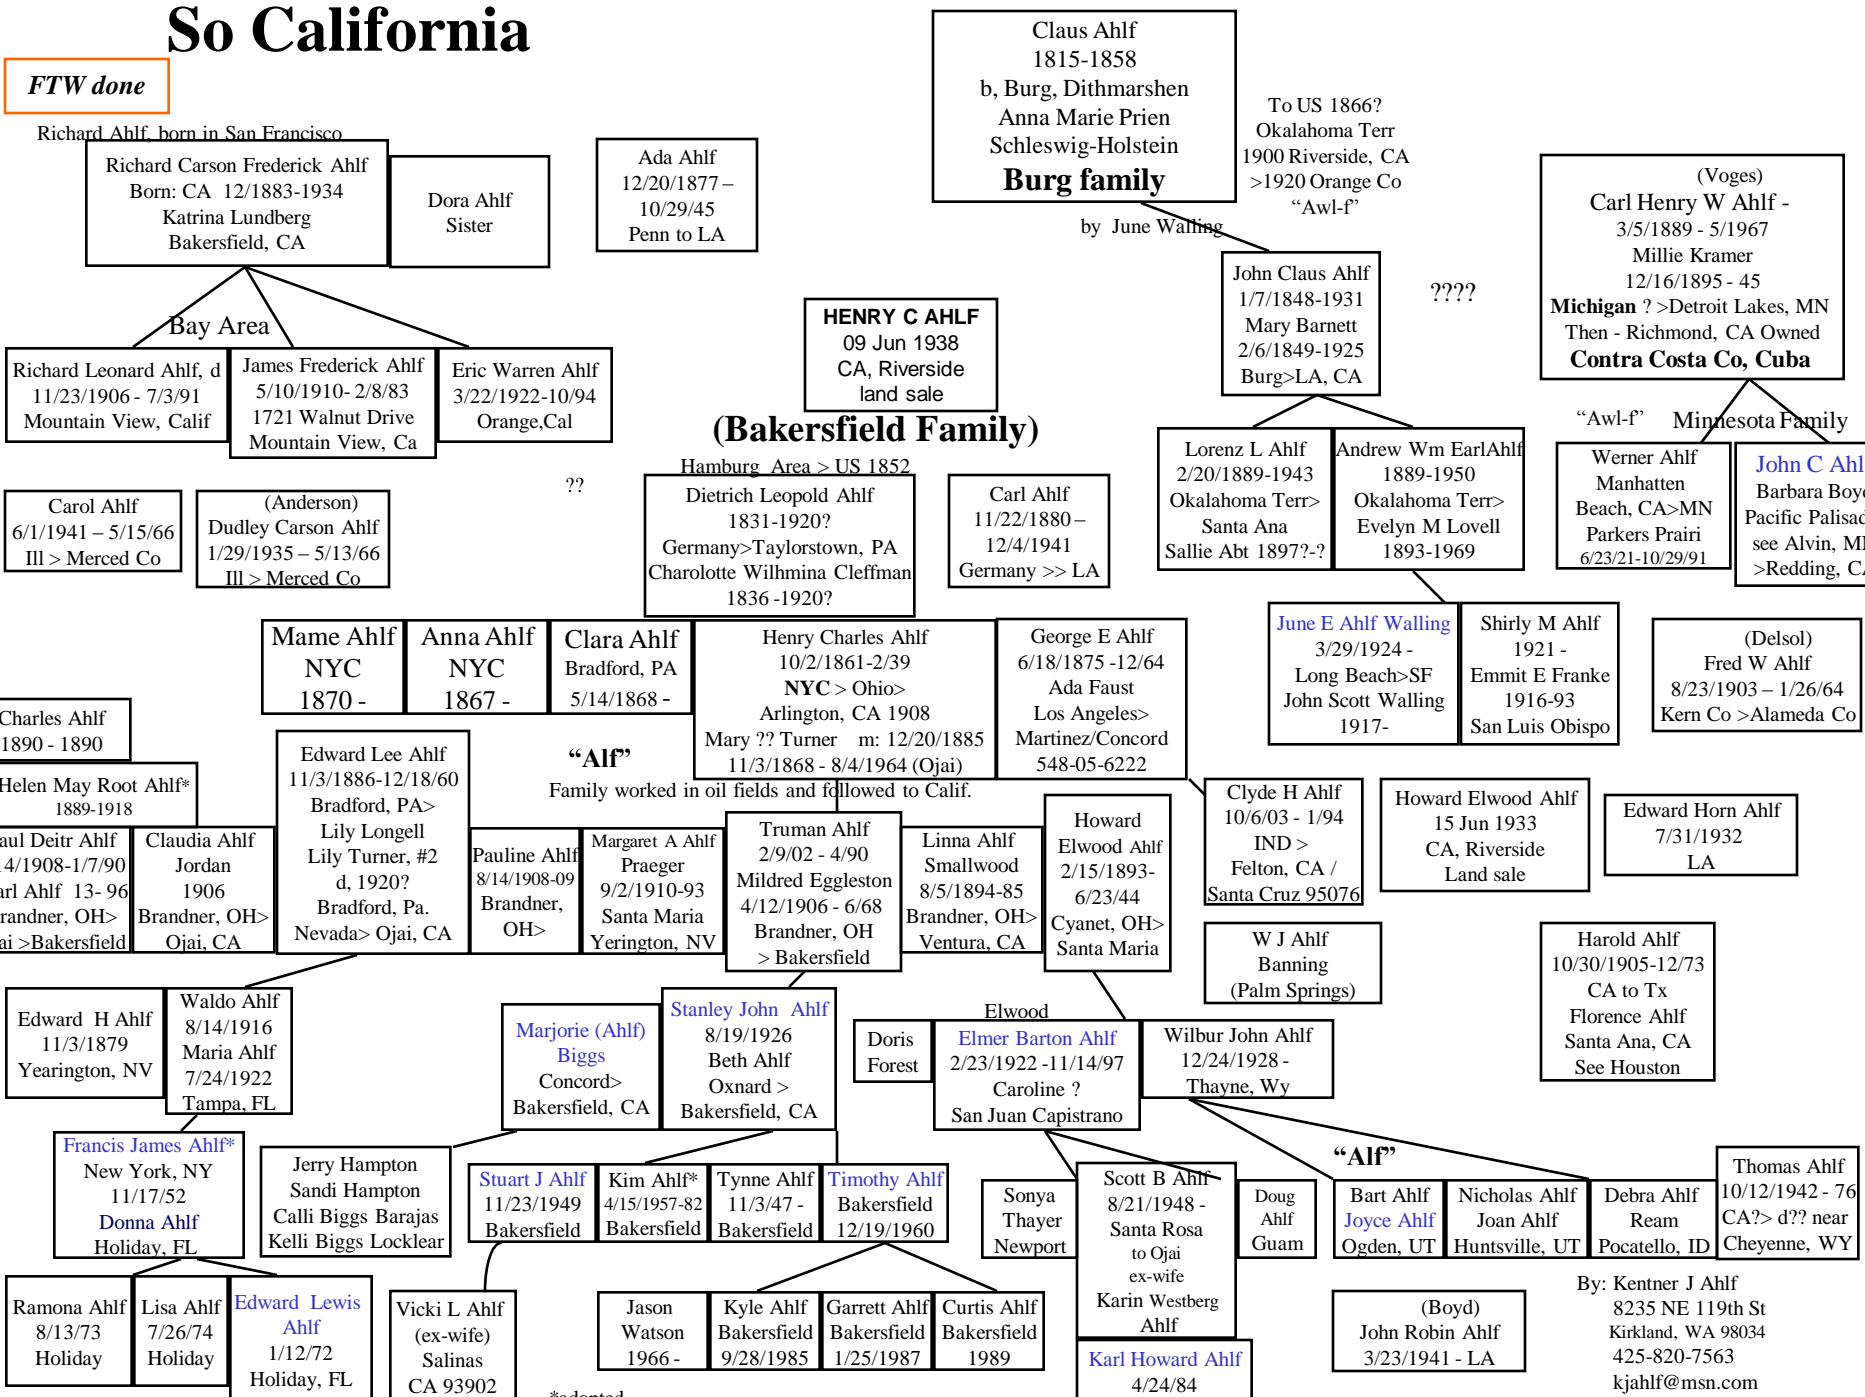 So California
FTW done
Richard Ahlf, born in San Francisco
Richard Carson Frederick Ahlf
Born: CA 12/1883-1934
Katrina Lundberg
Bakersfield, CA
Dora Ahlf
Sister
Ada Ahlf
12/20/1877 –
10/29/45
Penn to LA
Claus Ahlf
1815-1858
b, Burg, Dithmarshen
Anna Marie Prien
Schleswig-Holstein
Burg family
To US 1866?
Okalahoma Terr
1900 Riverside, CA
>1920 Orange Co
“Awl-f”
by June Walling
(Voges)
Carl Henry W Ahlf -
3/5/1889 - 5/1967
Millie Kramer
12/16/1895 - 45
Michigan ? >Detroit Lakes, MN
Then - Richmond, CA Owned
Contra Costa Co, Cuba
John Claus Ahlf
1/7/1848-1931
Mary Barnett
2/6/1849-1925
Burg>LA, CA
????
Bay Area
Richard Leonard Ahlf, d
11/23/1906 - 7/3/91
Mountain View, Calif
James Frederick Ahlf
5/10/1910- 2/8/83
1721 Walnut Drive
Mountain View, Ca
Eric Warren Ahlf
3/22/1922-10/94
Orange,Cal
HENRY C AHLF
09 Jun 1938
CA, Riverside
land sale
(Bakersfield Family)
Hamburg Area > US 1852
Dietrich Leopold Ahlf
1831-1920?
Germany>Taylorstown, PA
Charolotte Wilhmina Cleffman
1836 -1920?
Carl Ahlf
11/22/1880 –
12/4/1941
Germany >> LA
Lorenz L Ahlf
2/20/1889-1943
Okalahoma Terr>
Santa Ana
Sallie Abt 1897?-?
Andrew Wm EarlAhlf
1889-1950
Okalahoma Terr>
Evelyn M Lovell
1893-1969
“Awl-f”
Minnesota Family
Werner Ahlf
Manhatten
Beach, CA>MN
Parkers Prairi
6/23/21-10/29/91
John C Ahl
Barbara Boy
Pacific Palisad
see Alvin, M
>Redding, C
Carol Ahlf
6/1/1941 – 5/15/66
Ill > Merced Co
(Anderson)
Dudley Carson Ahlf
1/29/1935 – 5/13/66
Ill > Merced Co
??
Mame Ahlf
NYC
1870 -
Anna Ahlf
NYC
1867 -
Clara Ahlf
Bradford, PA
5/14/1868 -
Henry Charles Ahlf
10/2/1861-2/39
NYC > Ohio>
Arlington, CA 1908
Mary ?? Turner m: 12/20/1885
11/3/1868 - 8/4/1964 (Ojai)
George E Ahlf
6/18/1875 -12/64
Ada Faust
Los Angeles>
Martinez/Concord
548-05-6222
June E Ahlf Walling
3/29/1924 -
Long Beach>SF
John Scott Walling
1917-
Shirly M Ahlf
1921 -
Emmit E Franke
1916-93
San Luis Obispo
(Delsol)
Fred W Ahlf
8/23/1903 – 1/26/64
Kern Co >Alameda Co
Charles Ahlf
1890 - 1890
Helen May Root Ahlf*
1889-1918
aul Deitr Ahlf
4/1908-1/7/90
arl Ahlf 13- 96
randner, OH>
ai >Bakersfield
Claudia Ahlf
Jordan
1906
Brandner, OH>
Ojai, CA
Edward Lee Ahlf
11/3/1886-12/18/60
Bradford, PA>
Lily Longell
Lily Turner, #2
d, 1920?
Bradford, Pa.
Nevada> Ojai, CA
“Alf”
Family worked in oil fields and followed to Calif.
Pauline Ahlf
8/14/1908-09
Brandner,
OH>
Margaret A Ahlf
Praeger
9/2/1910-93
Santa Maria
Yerington, NV
Truman Ahlf
2/9/02 - 4/90
Mildred Eggleston
4/12/1906 - 6/68
Brandner, OH
> Bakersfield
Linna Ahlf
Smallwood
8/5/1894-85
Brandner, OH>
Ventura, CA
Howard
Elwood Ahlf
2/15/1893-
6/23/44
Cyanet, OH>
Santa Maria
Clyde H Ahlf
10/6/03 - 1/94
IND >
Felton, CA /
Santa Cruz 95076
Howard Elwood Ahlf
15 Jun 1933
CA, Riverside
Land sale
Edward Horn Ahlf
7/31/1932
LA
W J Ahlf
Banning
(Palm Springs)
Harold Ahlf
10/30/1905-12/73
CA to Tx
Florence Ahlf
Santa Ana, CA
See Houston
Edward H Ahlf
11/3/1879
Yearington, NV
Waldo Ahlf
8/14/1916
Maria Ahlf
7/24/1922
Tampa, FL
Marjorie (Ahlf)
Biggs
Concord>
Bakersfield, CA
Stanley John Ahlf
8/19/1926
Beth Ahlf
Oxnard >
Bakersfield, CA
Doris
Forest
Elwood
Elmer Barton Ahlf
2/23/1922 -11/14/97
Caroline ?
San Juan Capistrano
Wilbur John Ahlf
12/24/1928 -
Thayne, Wy
Francis James Ahlf*
New York, NY
11/17/52
Donna Ahlf
Holiday, FL
Jerry Hampton
Sandi Hampton
Calli Biggs Barajas
Kelli Biggs Locklear
Stuart J Ahlf
11/23/1949
Bakersfield
Kim Ahlf*
4/15/1957-82
Bakersfield
Tynne Ahlf
11/3/47 -
Bakersfield
Timothy Ahlf
Bakersfield
12/19/1960
Sonya
Thayer
Newport
Scott B Ahlf
8/21/1948 -
Santa Rosa
to Ojai
ex-wife
Karin Westberg
Ahlf
Doug
Ahlf
Guam
“Alf”
Bart Ahlf
Joyce Ahlf
Ogden, UT
Nicholas Ahlf
Joan Ahlf
Huntsville, UT
Debra Ahlf
Ream
Pocatello, ID
Thomas Ahlf
10/12/1942 - 76
CA?> d?? near
Cheyenne, WY
Ramona Ahlf
8/13/73
Holiday
Lisa Ahlf
7/26/74
Holiday
Edward Lewis
Ahlf
1/12/72
Holiday, FL
Vicki L Ahlf
(ex-wife)
Salinas
CA 93902
Jason
Watson
1966 -
Kyle Ahlf
Bakersfield
9/28/1985
Garrett Ahlf
Bakersfield
1/25/1987
Curtis Ahlf
Bakersfield
1989
Karl Howard Ahlf
4/24/84
(Boyd)
John Robin Ahlf
3/23/1941 - LA
By: Kentner J Ahlf
8235 NE 119th St
Kirkland, WA 98034
425-820-7563
kjahlf@msn.com
*adopted